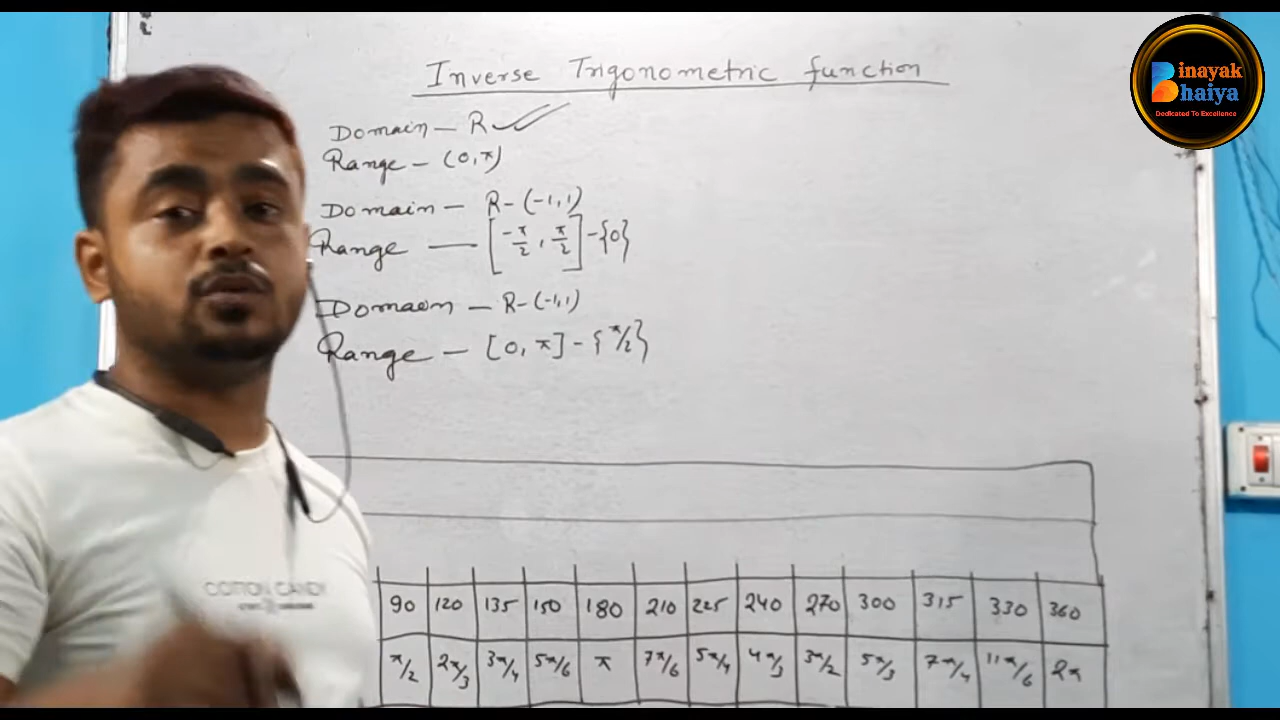 Inverse Trigonometric function
Binayak
Bhaiya
Dedicated To Excellence
Domain — R
Range — (0, π)
Domain — R-(-1,1)
Range — [-π/2, π/2] - {0}
Domaen — R-(-1,1)
Range — [0, π] - {π/2}
COTTON CANDY
90 120 135 150 180 210 225 240 270 300 315 330 360
π/2 2π/3 3π/4 5π/6 π 7π/6 5π/4 4π/3 3π/2 5π/3 7π/4 11π/6 2π